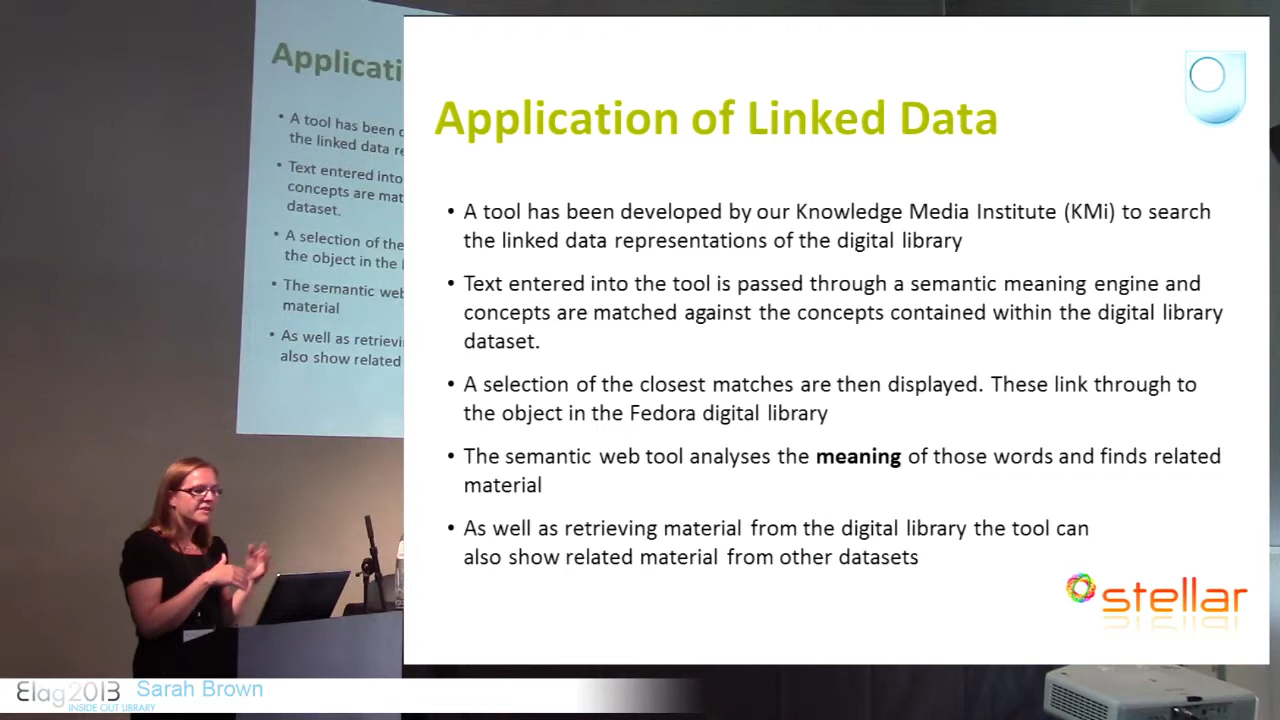 Applicati
• A tool has been d
the linked data re
• Text entered into
concepts are mat
dataset.
• A selection of the
the object in the
• The semantic web
material
• As well as retrievi
also show related
Application of Linked Data
• A tool has been developed by our Knowledge Media Institute (KMi) to search
the linked data representations of the digital library
• Text entered into the tool is passed through a semantic meaning engine and
concepts are matched against the concepts contained within the digital library
dataset.
• A selection of the closest matches are then displayed. These link through to
the object in the Fedora digital library
• The semantic web tool analyses the meaning of those words and finds related
material
• As well as retrieving material from the digital library the tool can
also show related material from other datasets
stellar
Elag2013 Sarah Brown
INSIDE OUT LIBRARY